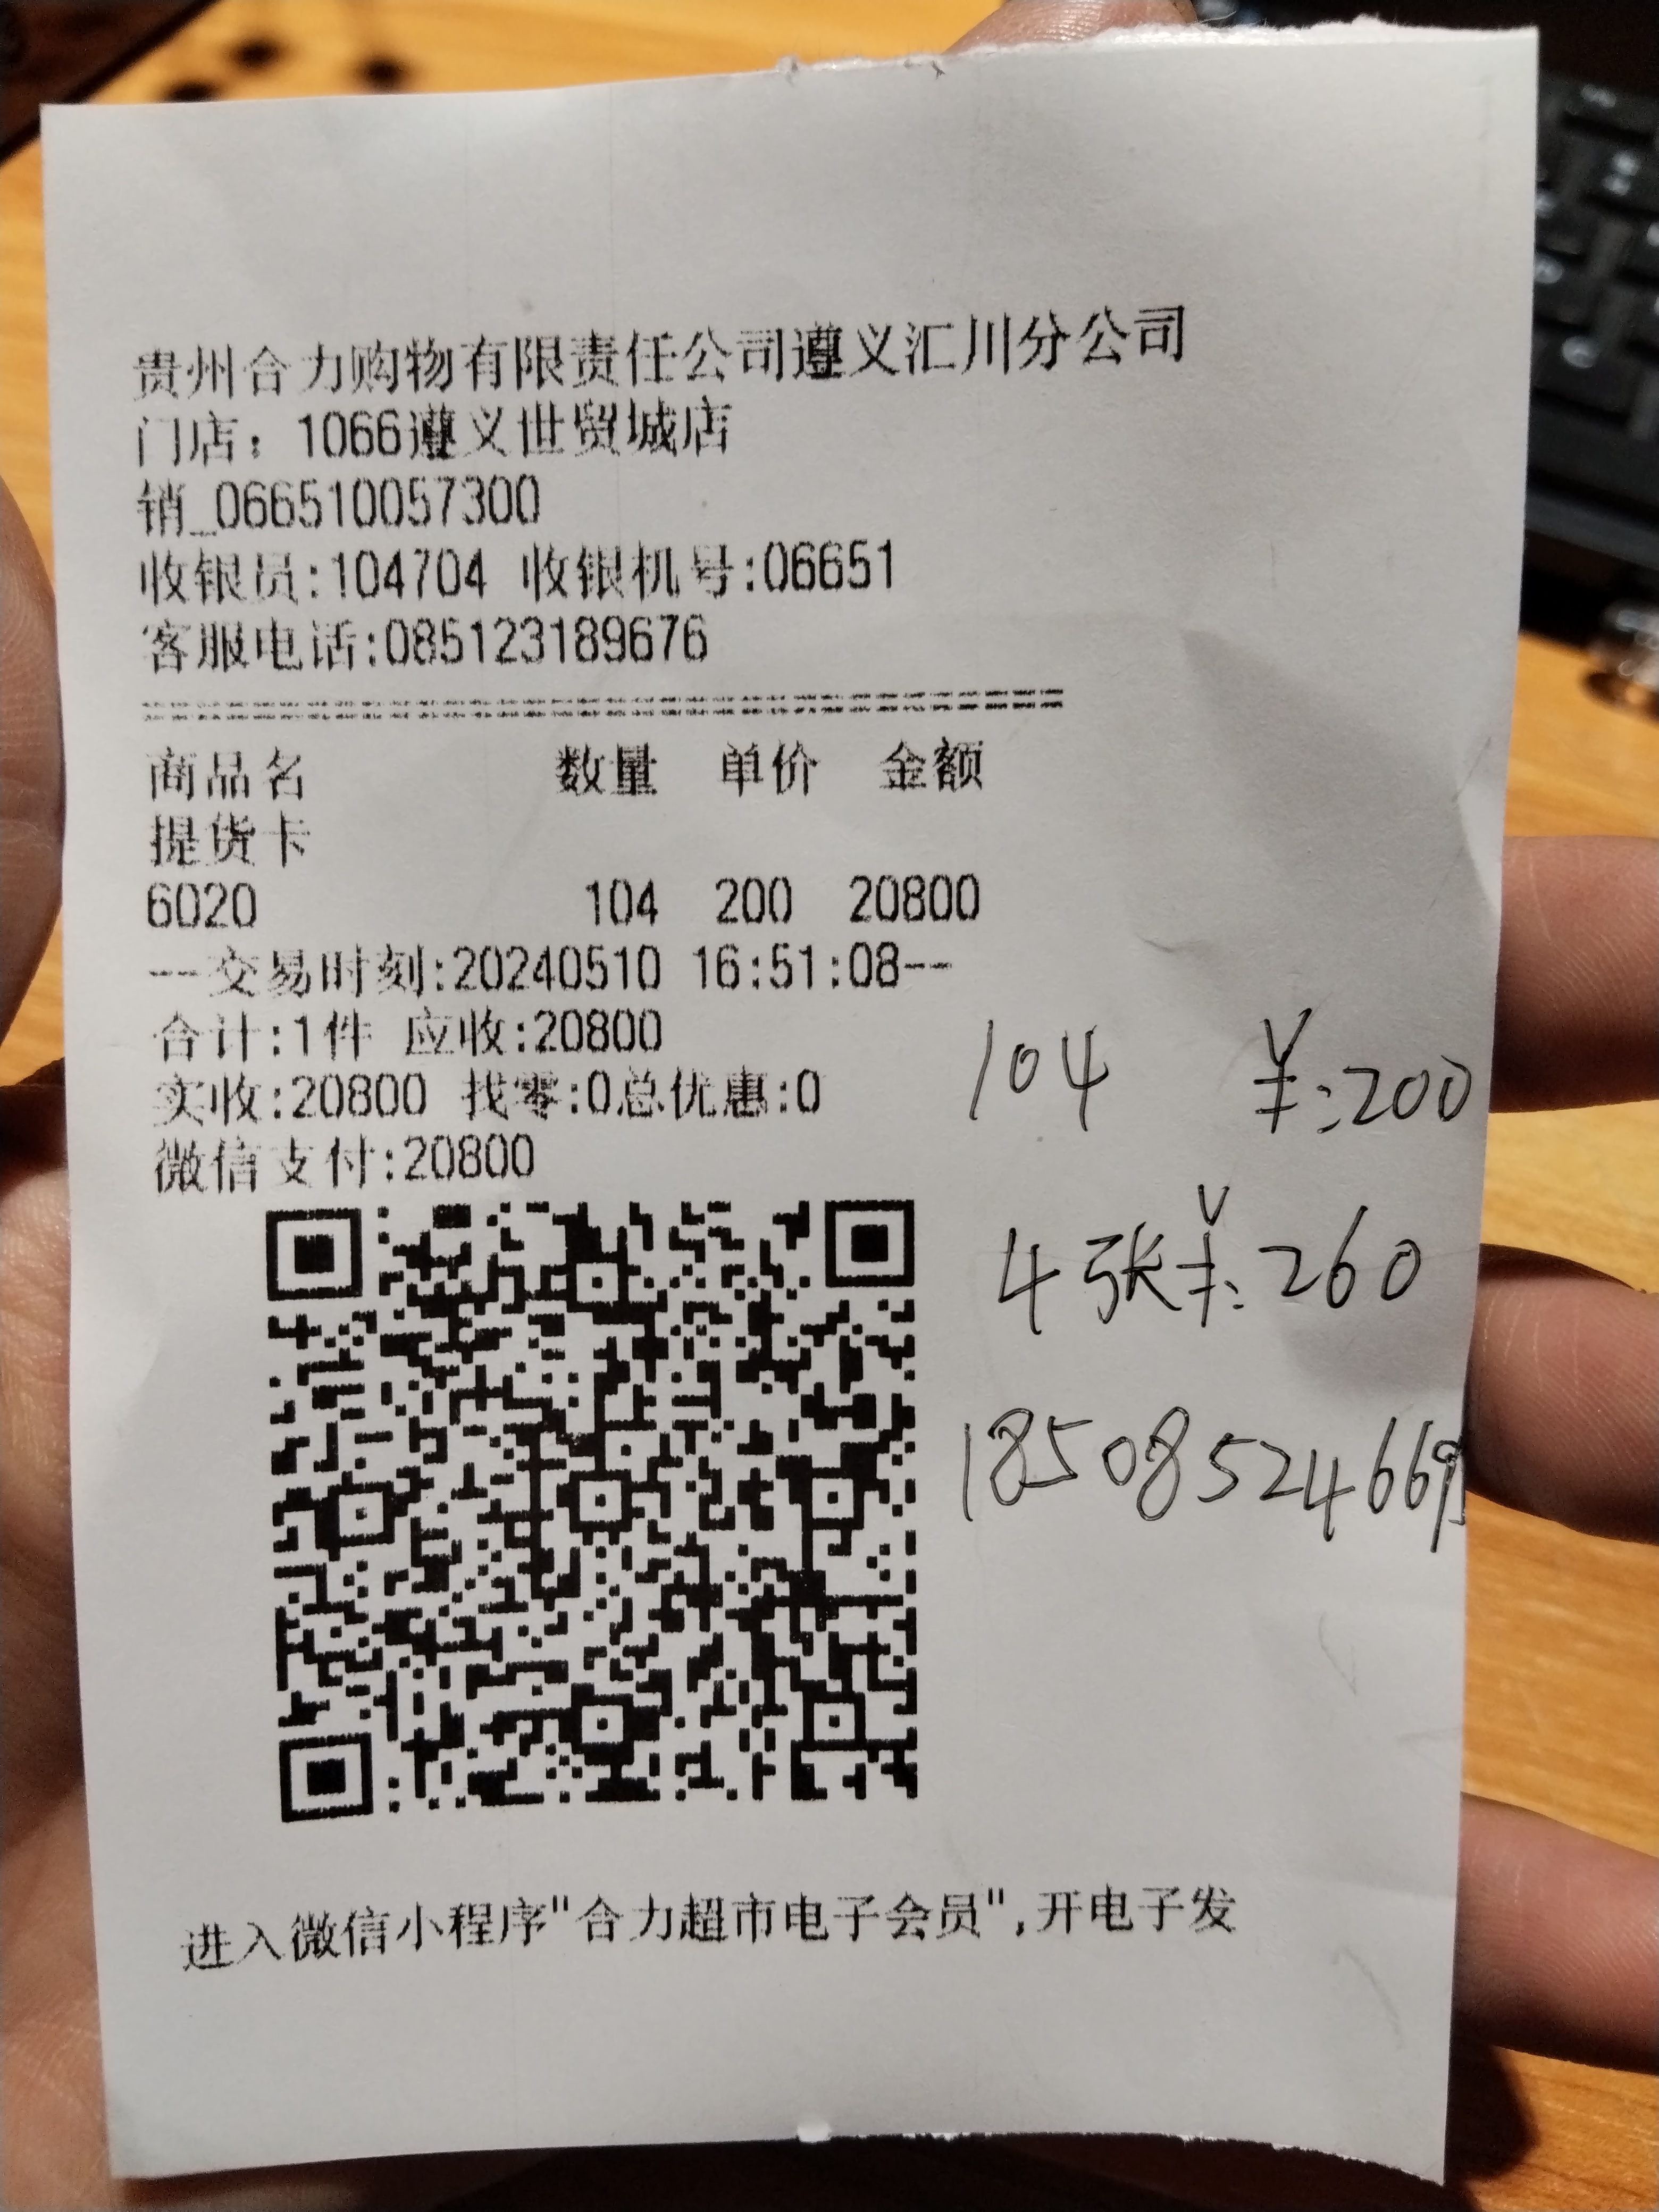 贵州合力购物有限责任公司遵义汇川分公司
门店：1066遵义世贸城店
销_066510057300
收银员:104704 收银机号:06651
客服电话:085123189676
商品名 数量 单价 金额
提货卡
6020 104 200 20800
--交易时刻:20240510 16:51:08--
合计:1件 应收:20800
实收:20800 找零:0总优惠:0
微信支付:20800
104 ¥:200
4张¥:260
18508524669
进入微信小程序"合力超市电子会员",开电子发